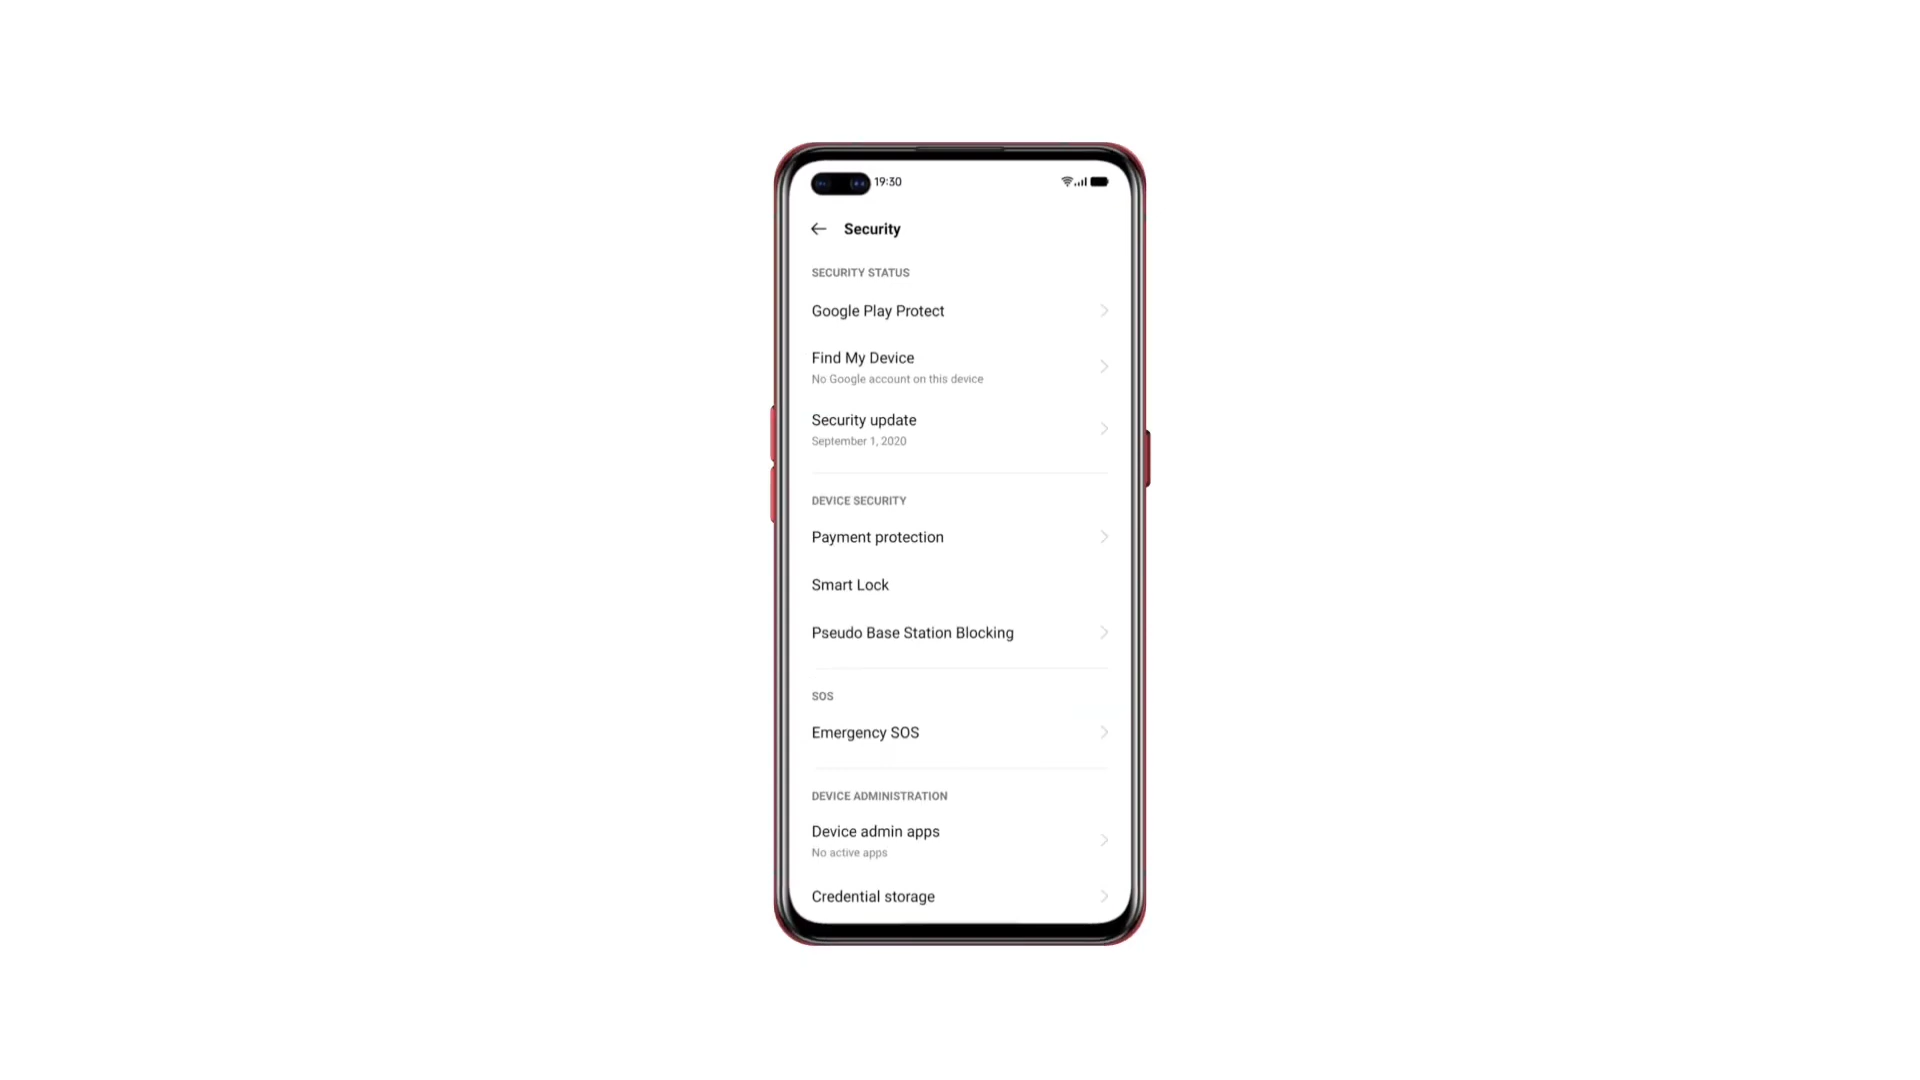 19:30
Security
SECURITY STATUS
Google Play Protect
Find My Device
No Google account on this device
Security update
September 1, 2020
DEVICE SECURITY
Payment protection
Smart Lock
Pseudo Base Station Blocking
SOS
Emergency SOS
DEVICE ADMINISTRATION
Device admin apps
No active apps
Credential storage